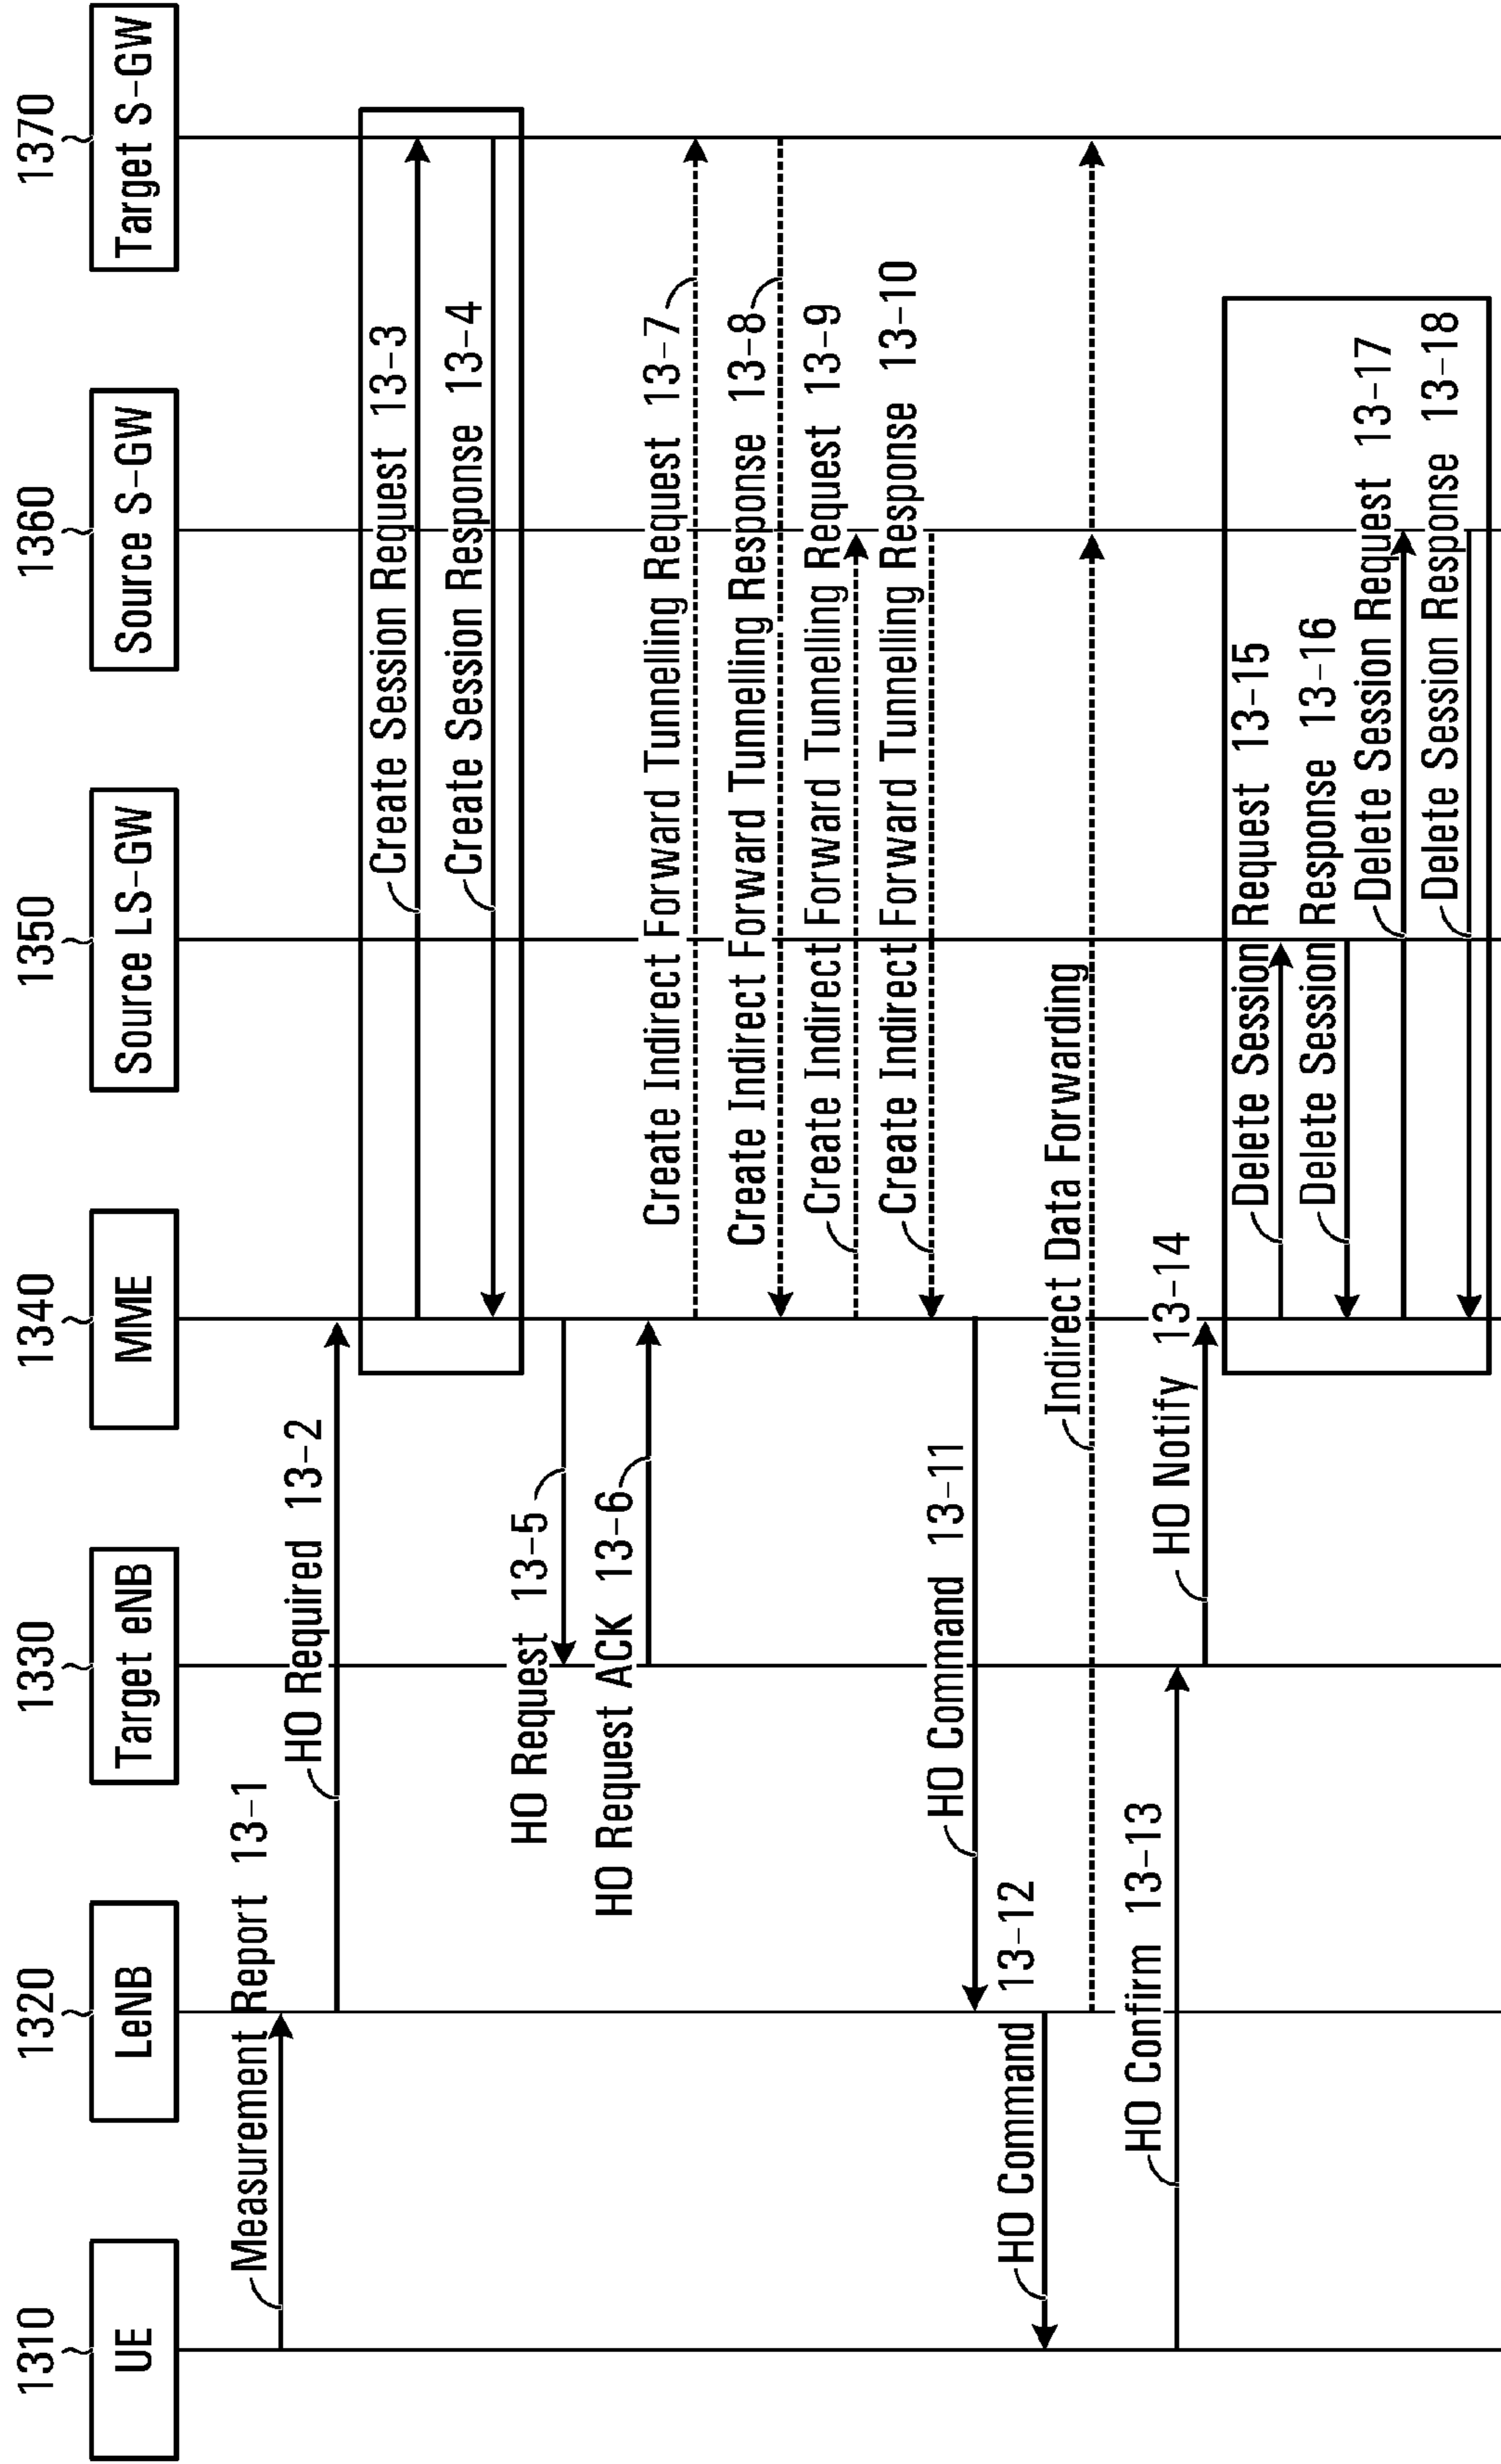 1310
1320
1330
1340
1350
1360
1370
UE
LeNB
Target eNB
MME
Source LS-GW
Source S-GW
Target S-GW
Measurement Report 13-1
HO Required 13-2
Create Session Request 13-3
Create Session Response 13-4
HO Request 13-5
HO Request ACK 13-6
Create Indirect Forward Tunnelling Request 13-7
Create Indirect Forward Tunnelling Response 13-8
Create Indirect Forward Tunnelling Request 13-9
Create Indirect Forward Tunnelling Response 13-10
HO Command 13-11
HO Command 13-12
Indirect Data Forwarding
HO Confirm 13-13
HO Notify 13-14
Delete Session Request 13-15
Delete Session Response 13-16
Delete Session Request 13-17
Delete Session Response 13-18